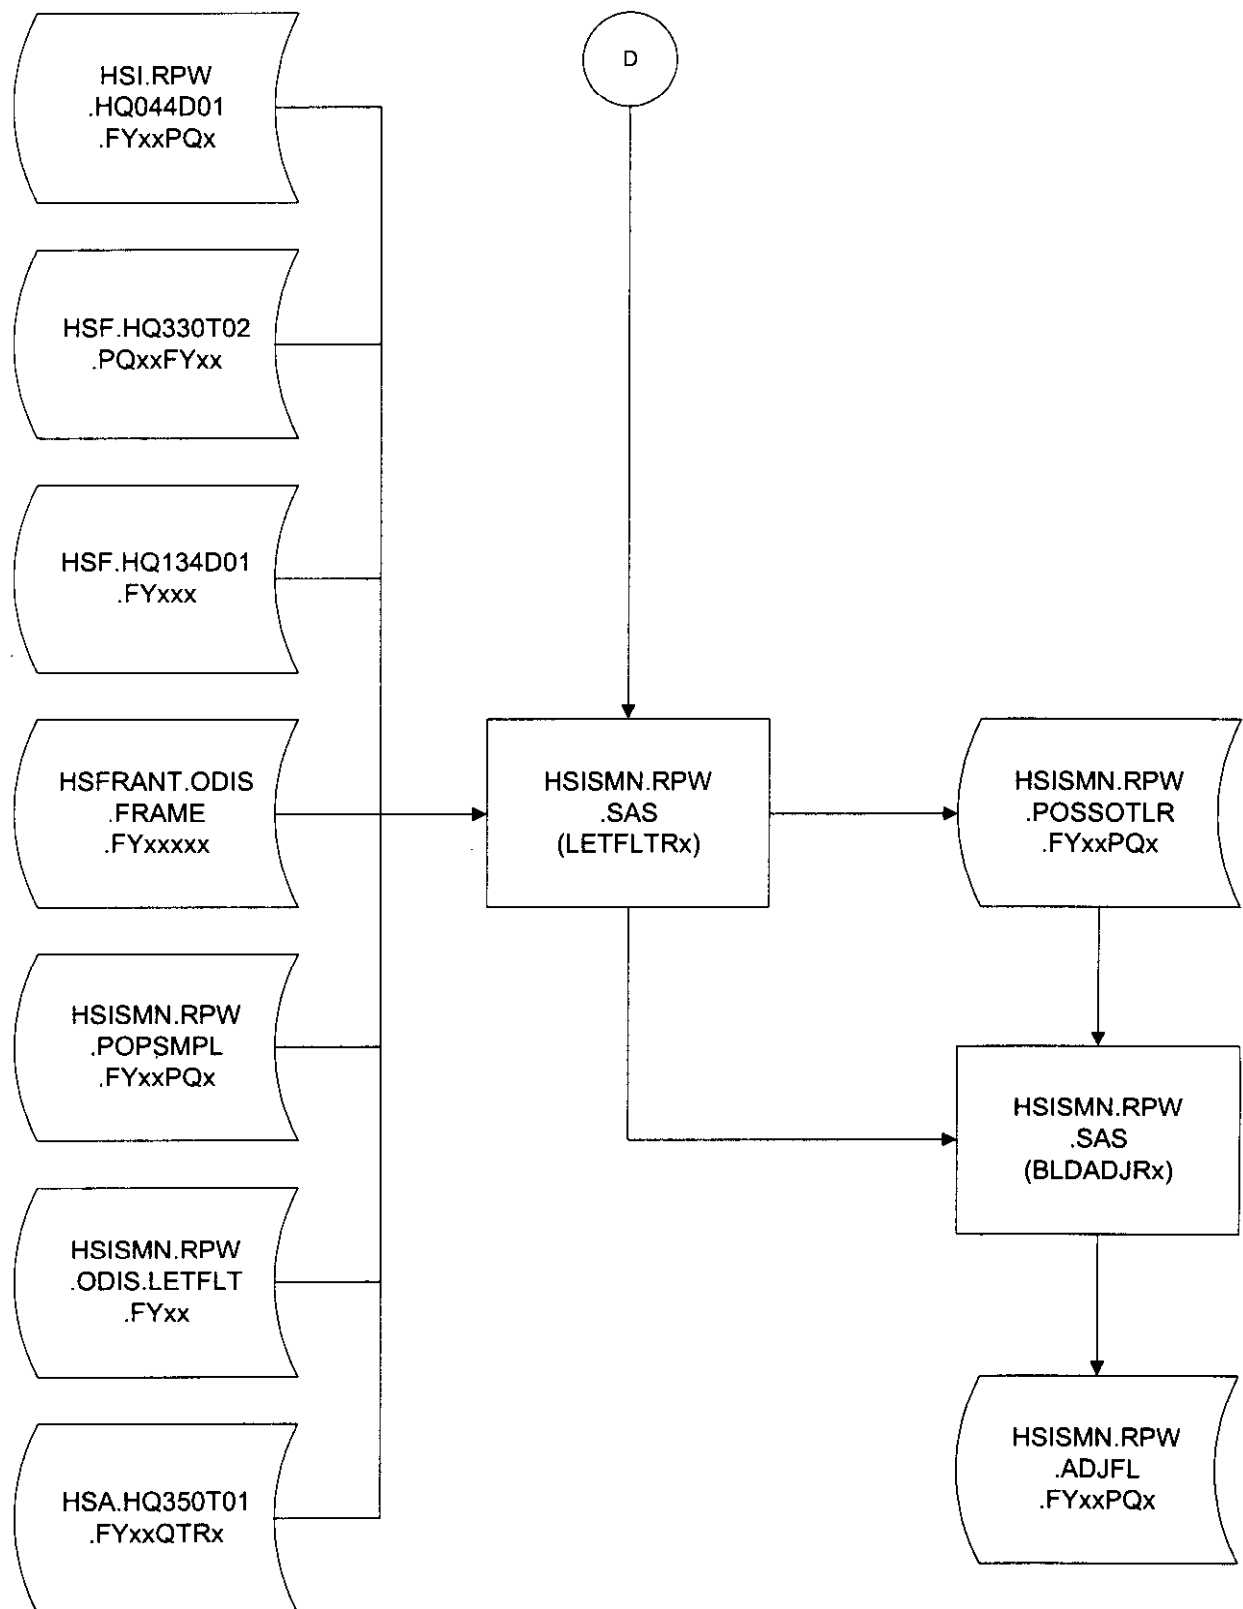 HSI.RPW
.HQ044D01
.FYxxPQx
D
HSF.HQ330T02
.PQxxFYxx
HSF.HQ134D01
.FYxxx
HSFRANT.ODIS
.FRAME
.FYxxxxx
HSISMN.RPW
.SAS
(LETFLTRx)
HSISMN.RPW
.POSSOTLR
.FYxxPQx
HSISMN.RPW
.POPSMPL
.FYxxPQx
HSISMN.RPW
.SAS
(BLDADJRx)
HSISMN.RPW
.ODIS.LETFLT
.FYxx
HSA.HQ350T01
.FYxxQTRx
HSISMN.RPW
.ADJFL
.FYxxPQx